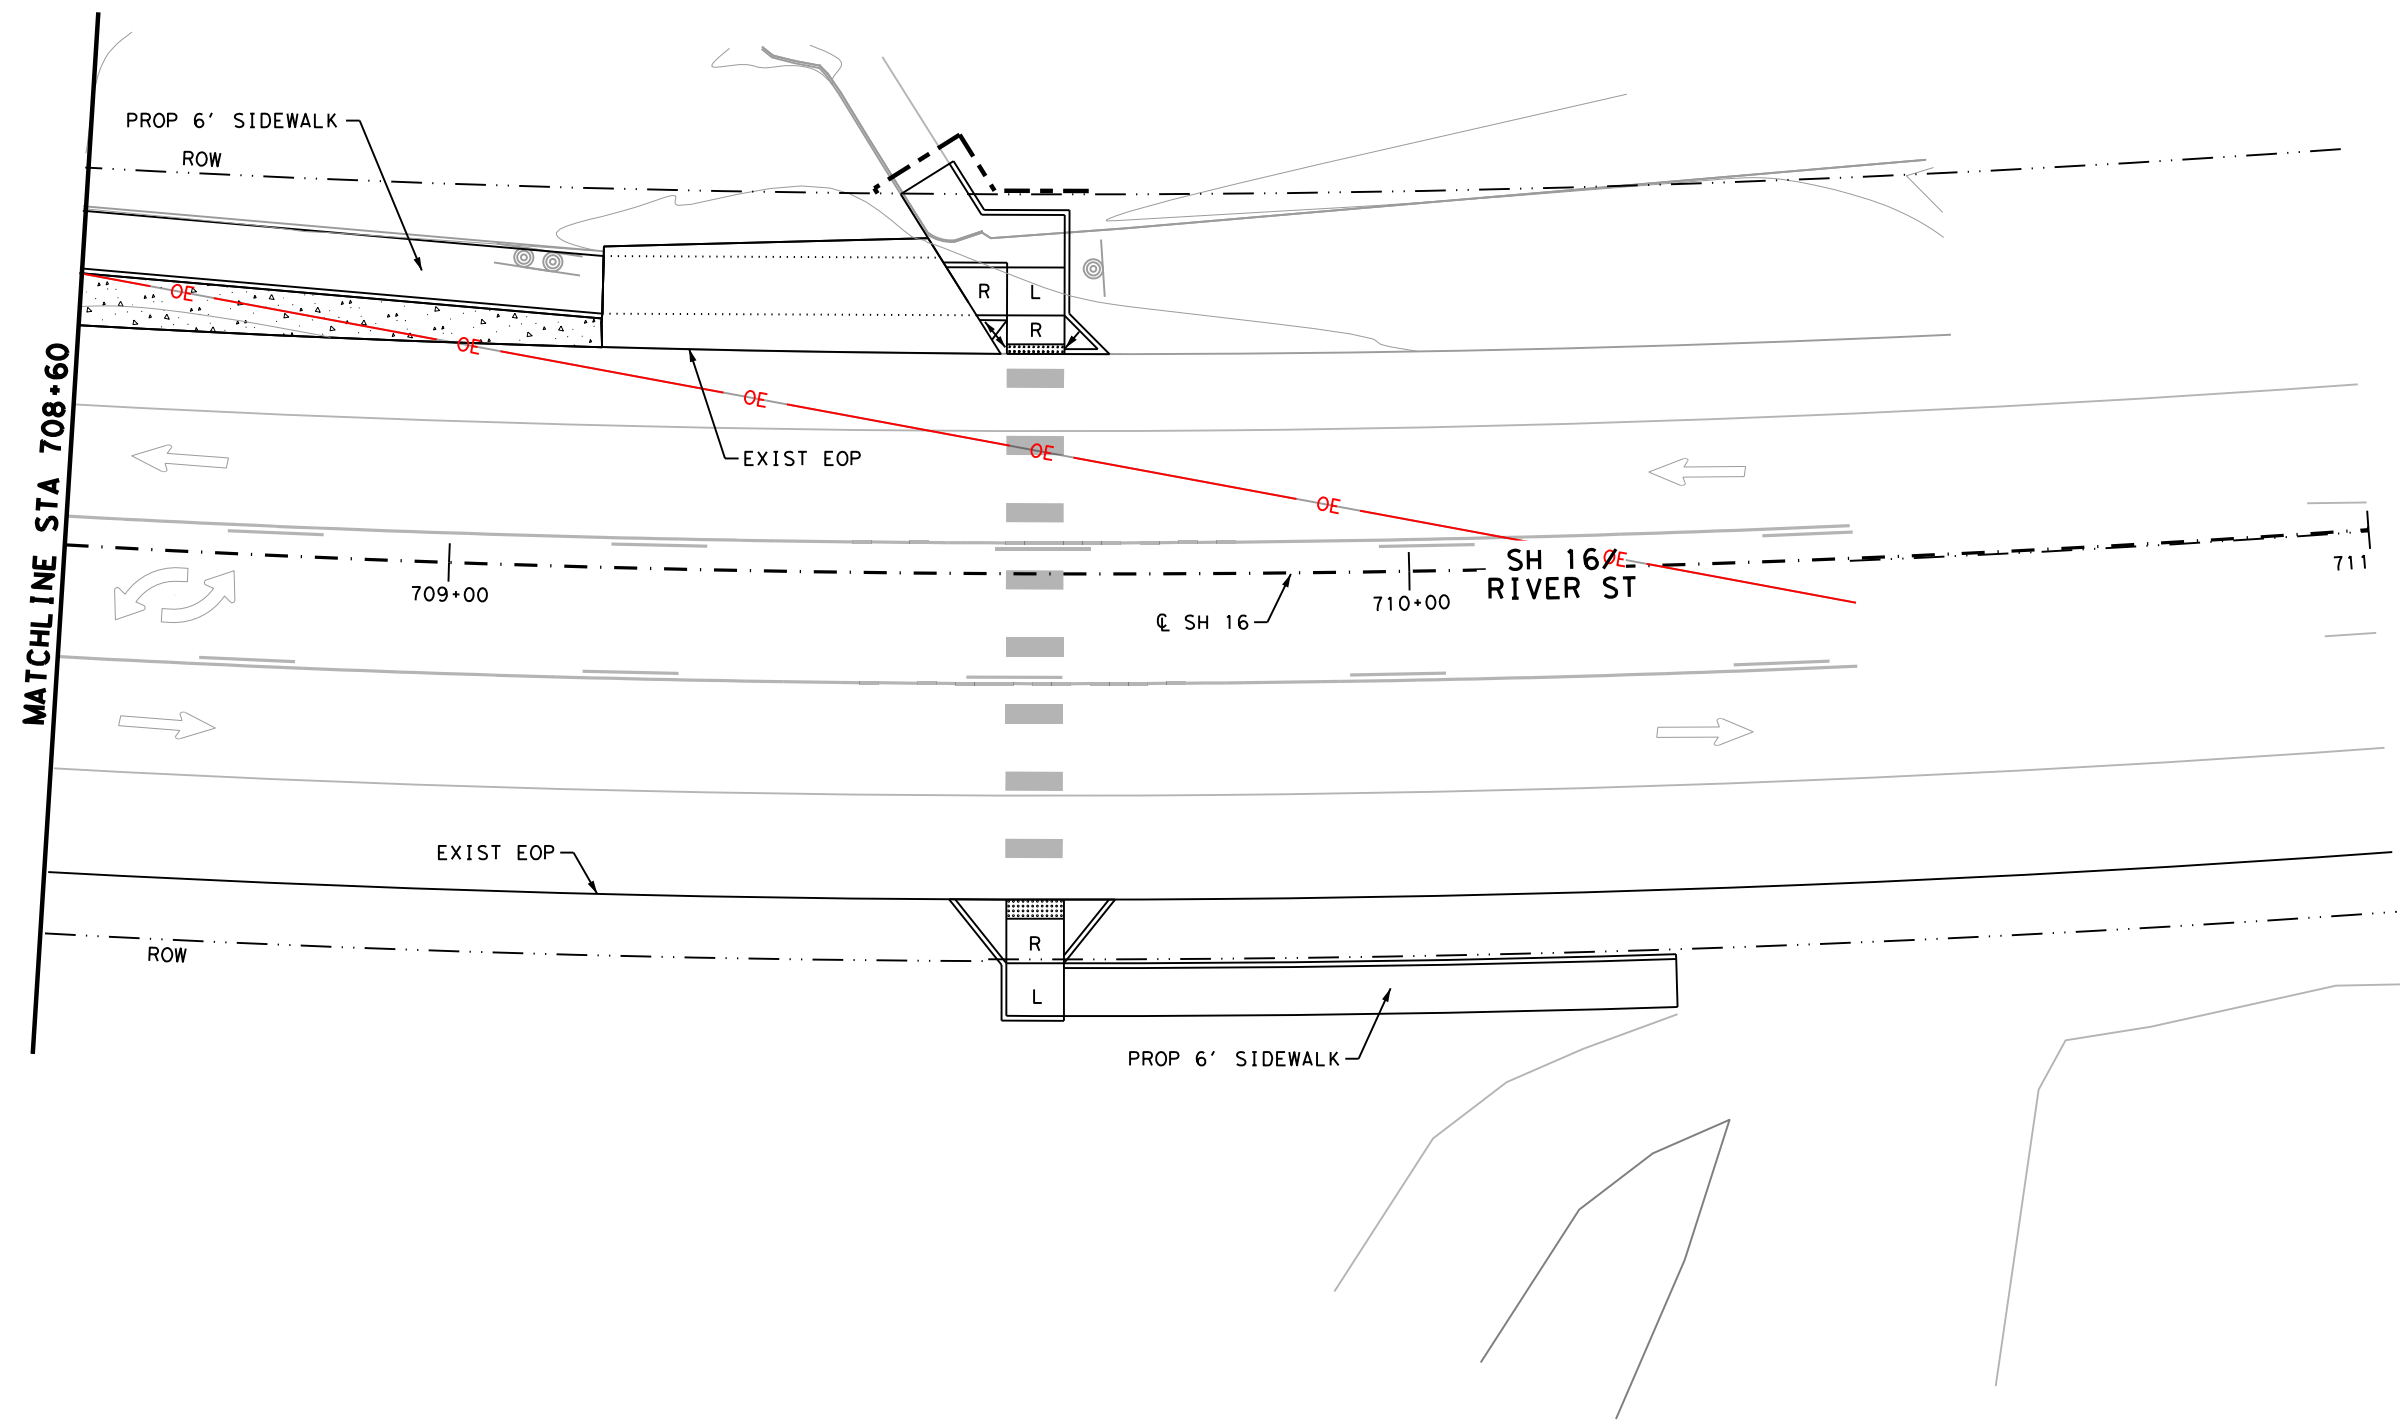 PROP 6' SIDEWALK
ROW
OE
R
L
R
MATCHLINE STA 708+60
OE
OE
EXIST EOP
OE
OE
SH 16/
RIVER ST
OE
711
709+00
710+00
℄ SH 16
EXIST EOP
R
ROW
L
PROP 6' SIDEWALK